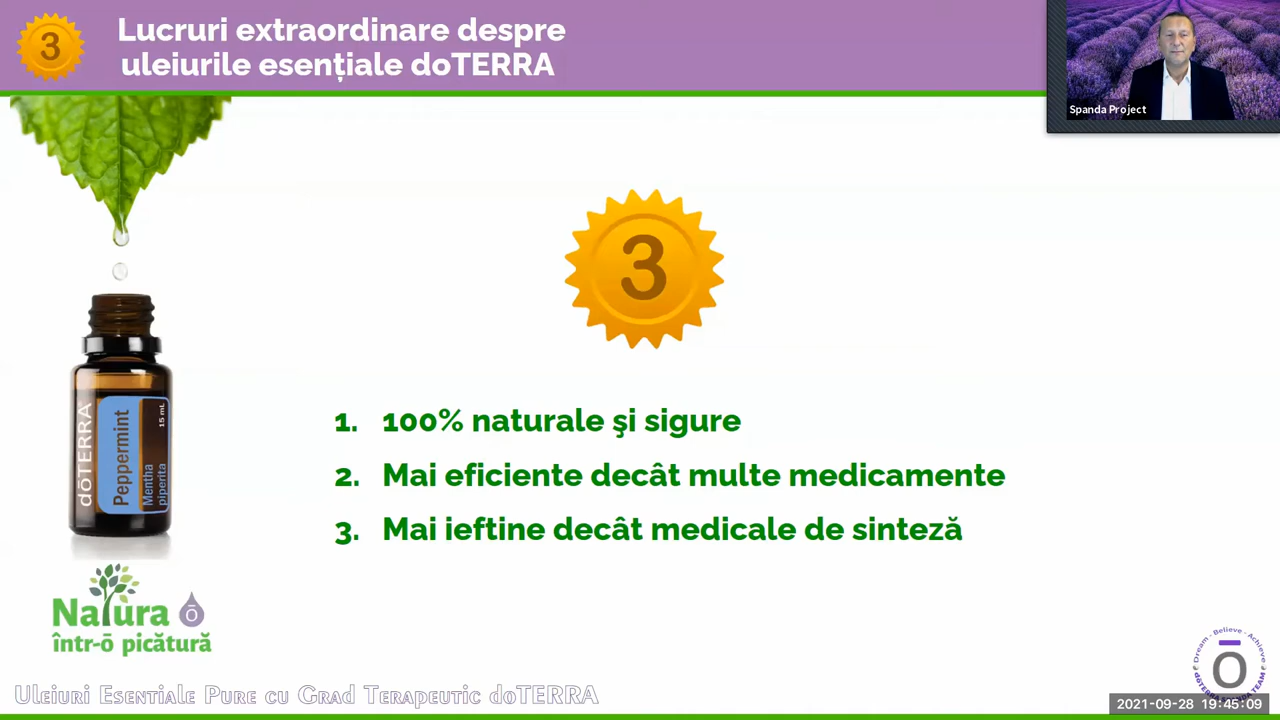 3
Lucruri extraordinare despre
uleiurile esențiale doTERRA
Spanda Project
3
1. 100% naturale şi sigure
2. Mai eficiente decât multe medicamente
3. Mai ieftine decât medicale de sinteză
dōTERRA
Peppermint
Mentha
piperita
15 mL
Natura ō
într-ō picătură
Uleiuri Esentiale Pure cu Grad Terapeutic doTERRA
Dream - Believe - Achieve
ō
2021-09-28 19:45:09